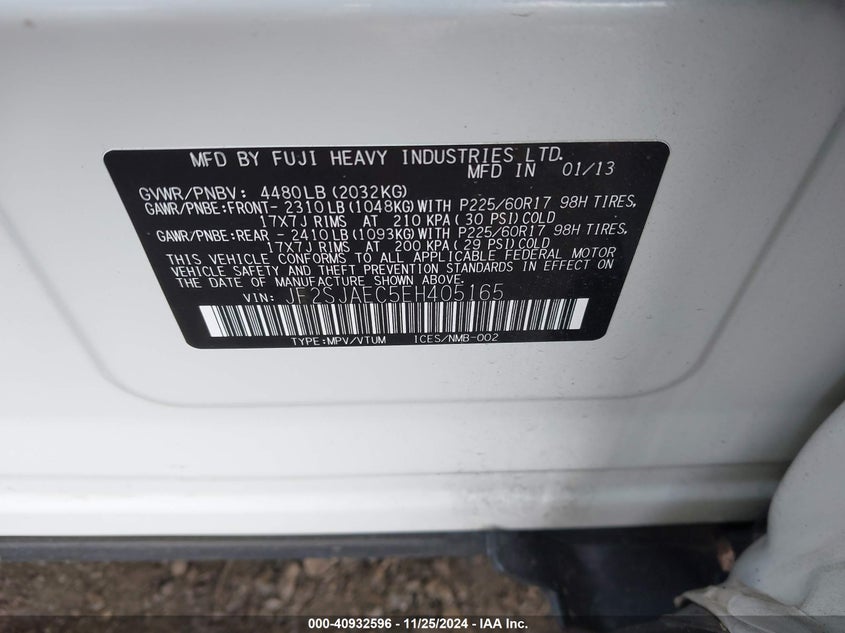 MFD BY FUJI HEAVY INDUSTRIES LTD.
MFD IN 01/13
GVWR/PNBV: 4480LB(2032KG)
GAWR/PNBE:FRONT- 2310LB(1048KG)WITH P225/60R17 98H TIRES,
17X7J RIMS AT 210 KPA( 30 PSI)COLD
GAWR/PNBE:REAR - 2410LB(1093KG)WITH P225/60R17 98H TIRES,
17X7J RIMS AT 200 KPA( 29 PSI)COLD
THIS VEHICLE CONFORMS TO ALL APPLICABLE FEDERAL MOTOR
VEHICLE SAFETY AND THEFT PREVENTION STANDARDS IN EFFECT ON
THE DATE OF MANUFACTURE SHOWN ABOVE.
VIN: JF2SJAEC5EH405165
TYPE:MPV/VTUM ICES/NMB-002
000-40932596 - 11/25/2024 - IAA Inc.